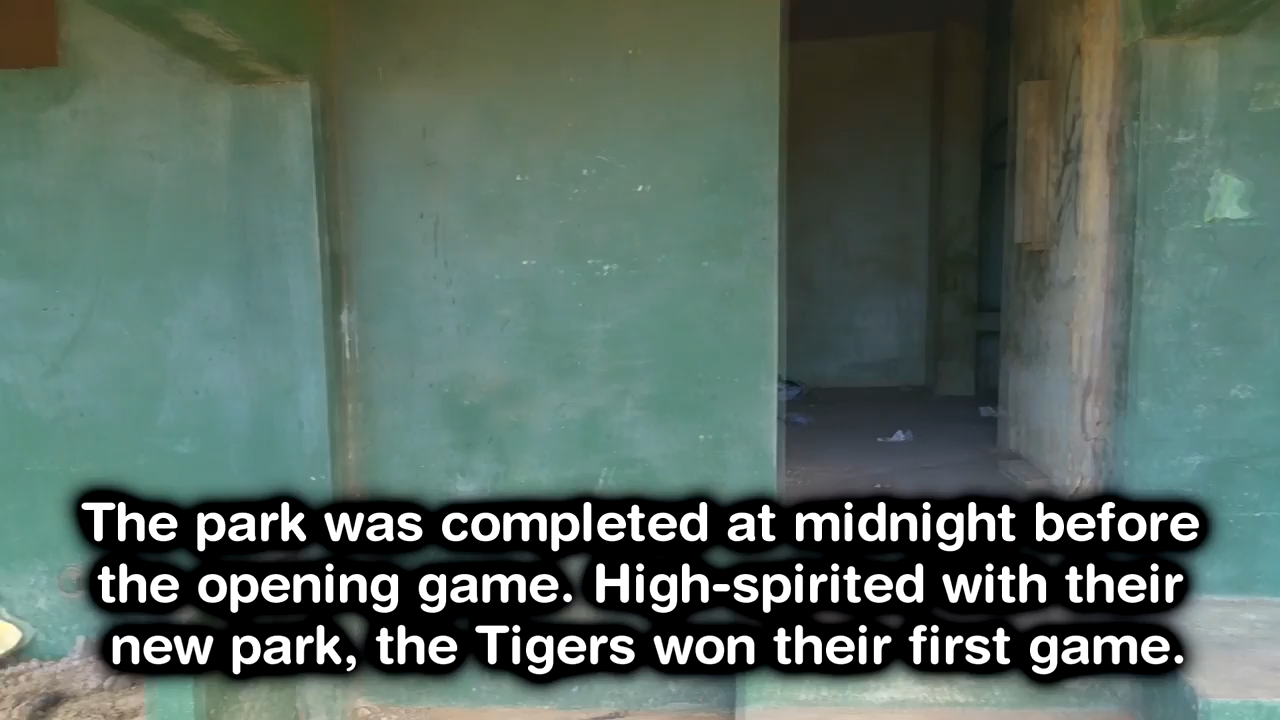 The park was completed at midnight before
the opening game. High-spirited with their
new park, the Tigers won their first game.